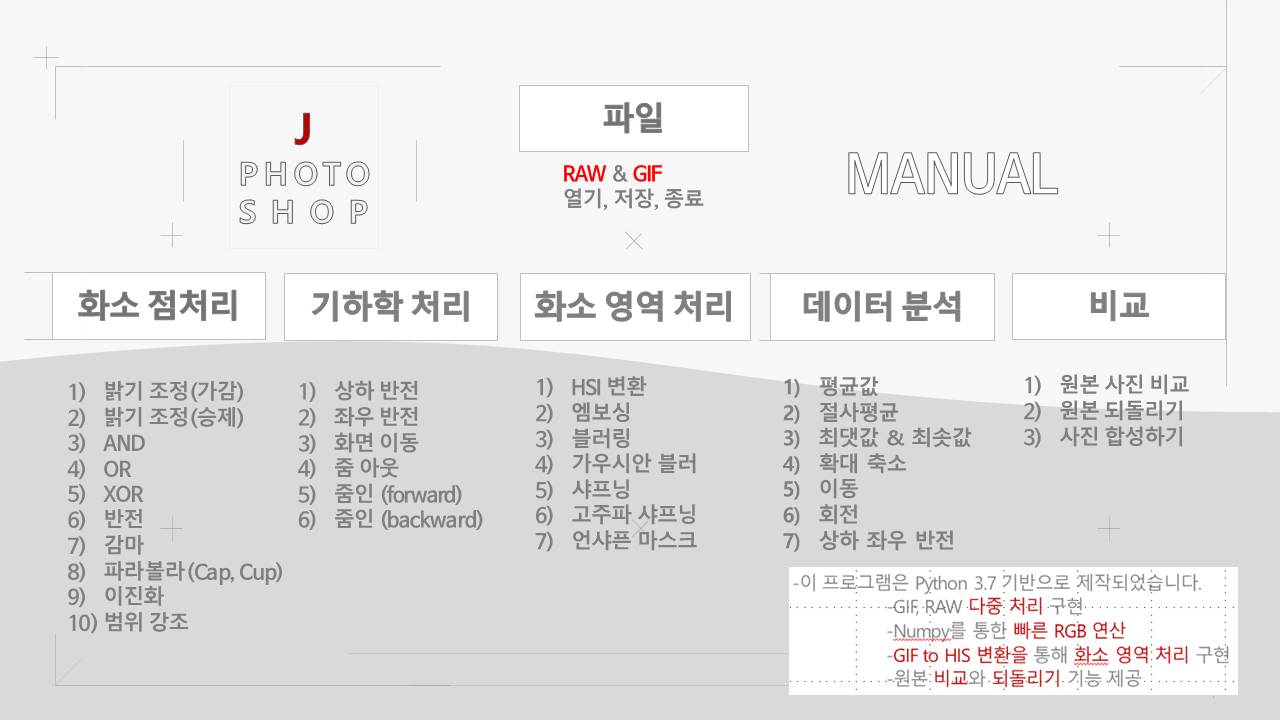 J
PHOTO
SHOP
파일
RAW & GIF
열기, 저장, 종료
MANUAL
화소 점처리
1) 밝기 조정(가감)
2) 밝기 조정(승제)
3) AND
4) OR
5) XOR
6) 반전
7) 감마
8) 파라볼라(Cap, Cup)
9) 이진화
10) 범위 강조
기하학 처리
1) 상하 반전
2) 좌우 반전
3) 화면 이동
4) 줌 아웃
5) 줌인 (forward)
6) 줌인 (backward)
화소 영역 처리
1) HSI 변환
2) 엠보싱
3) 블러링
4) 가우시안 블러
5) 샤프닝
6) 고주파 샤프닝
7) 언샤픈 마스크
데이터 분석
1) 평균값
2) 절사평균
3) 최댓값 & 최솟값
4) 확대 축소
5) 이동
6) 회전
7) 상하 좌우 반전
비교
1) 원본 사진 비교
2) 원본 되돌리기
3) 사진 합성하기
-이 프로그램은 Python 3.7 기반으로 제작되었습니다.
-GIF, RAW 다중 처리 구현
-Numpy를 통한 빠른 RGB 연산
-GIF to HIS 변환을 통해 화소 영역 처리 구현
-원본 비교와 되돌리기 기능 제공